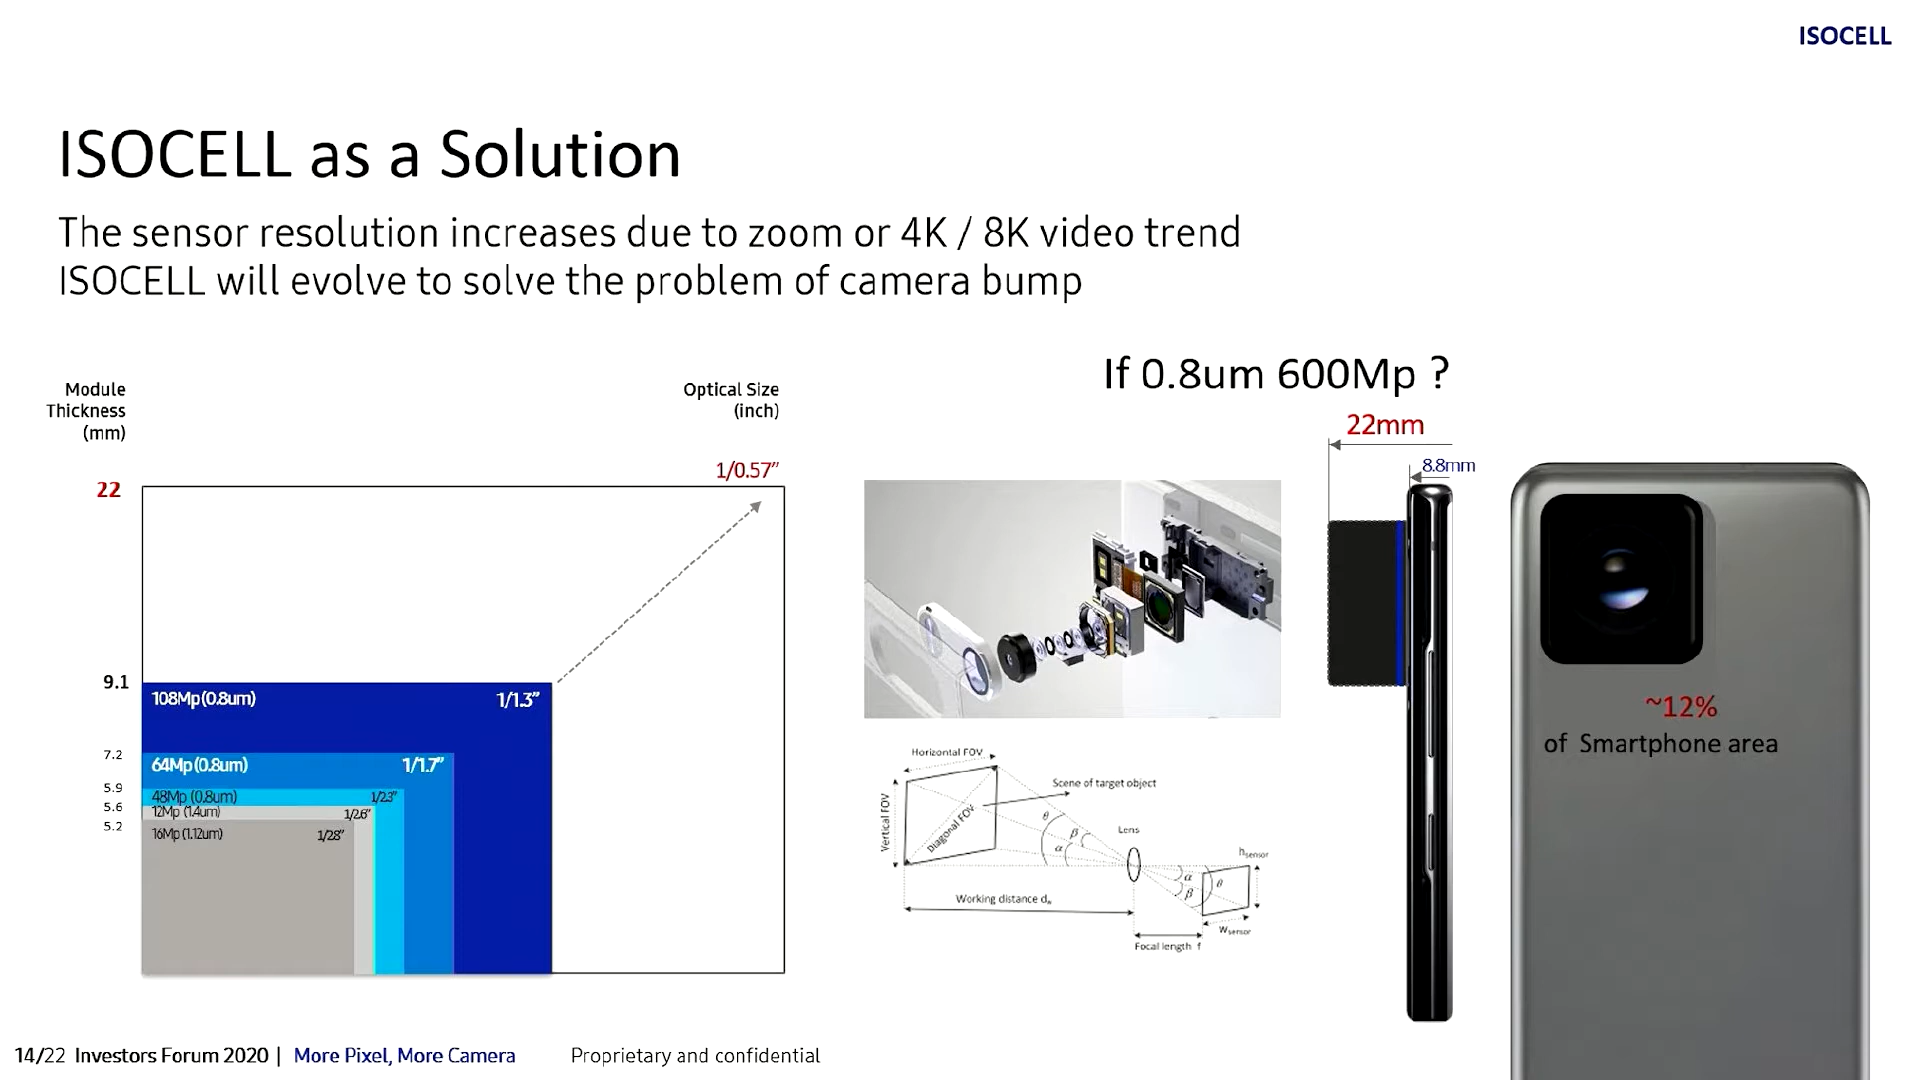 ISOCELL
ISOCELL as a Solution
The sensor resolution increases due to zoom or 4K / 8K video trend
ISOCELL will evolve to solve the problem of camera bump
Module
Thickness
(mm)
Optical Size
(inch)
1/0.57”
22
9.1
108Mp(0.8um)
1/1.3”
7.2
64Mp(0.8um)
1/1.7”
5.9
48Mp (0.8um)
1/2.3”
5.6
12Mp (1.4um)
1/2.6”
5.2
16Mp (1.12um)
1/2.8”
If 0.8um 600Mp ?
22mm
8.8mm
~12%
of Smartphone area
Horizontal FOV
Vertical FOV
Diagonal FOV
Scene of target object
θ
β
α
Lens
hsensor
α
θ
β
Working distance dw
wsensor
Focal length f
14/22 Investors Forum 2020 | More Pixel, More Camera
Proprietary and confidential